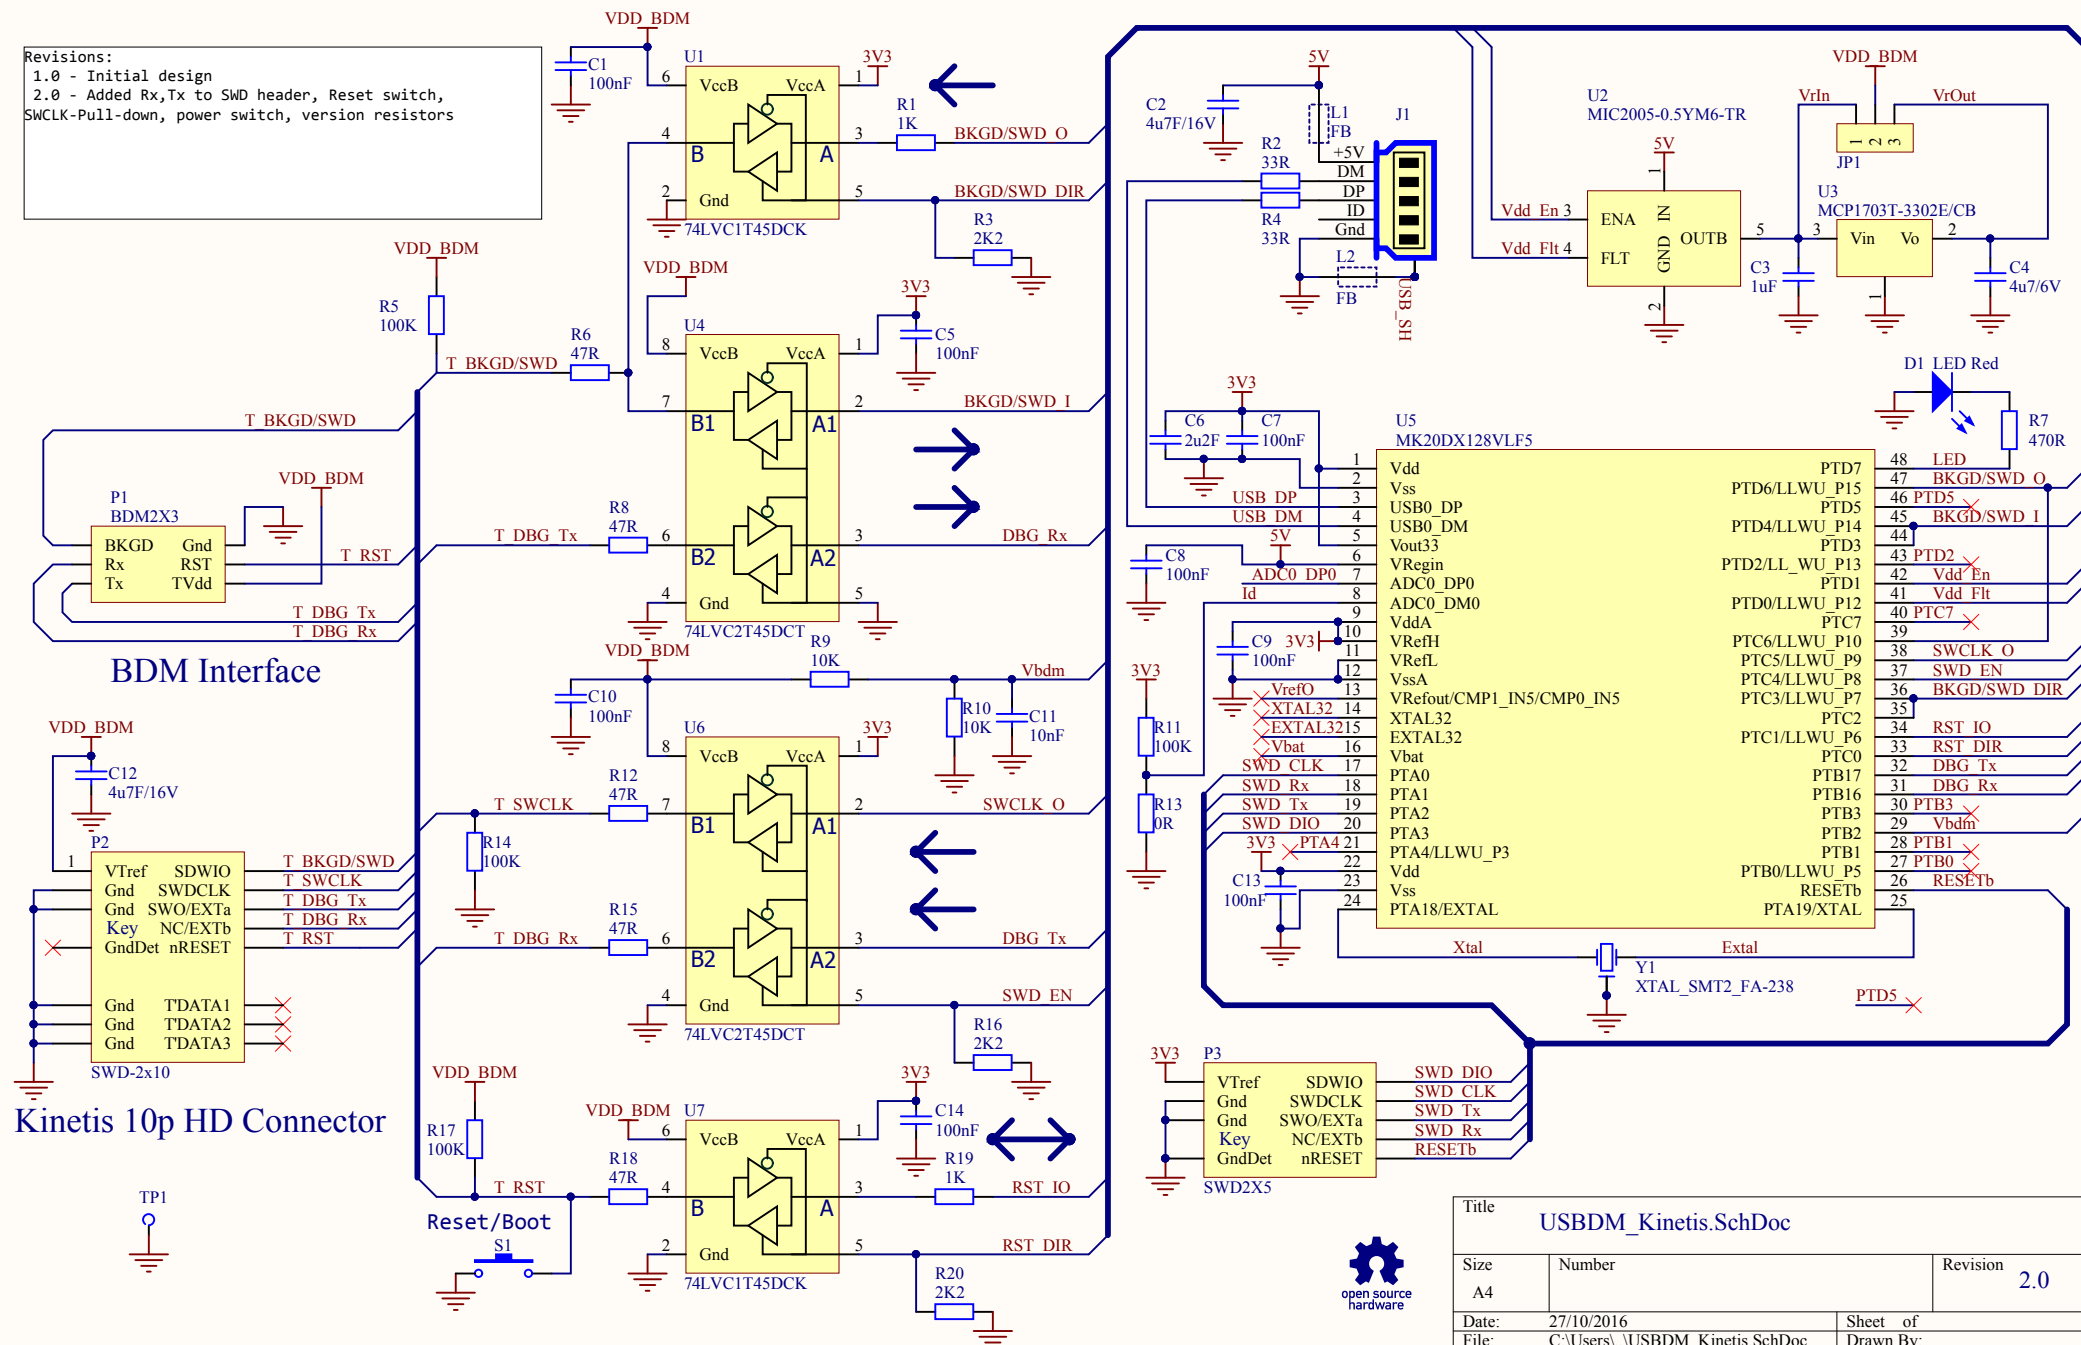 Revisions:
1.0 - Initial design
2.0 - Added Rx,Tx to SWD header, Reset switch,
SWCLK-Pull-down, power switch, version resistors
VDD_BDM
C1
100nF
U1
6 VccB VccA 1
3V3
4 B A 3
R1
1K
BKGD/SWD_O
2 Gnd 5
BKGD/SWD_DIR
74LVC1T45DCK
R3
2K2
VDD_BDM
R5
100K
VDD_BDM
R6
47R
T_BKGD/SWD
U4
8 VccB VccA 1
3V3
C5
100nF
7 B1 A1 2
BKGD/SWD_I
R8
47R
T_DBG_Tx
6 B2 A2 3
DBG_Rx
4 Gnd 5
74LVC2T45DCT
T_BKGD/SWD
VDD_BDM
P1
BDM2X3
BKGD Gnd
Rx RST
Tx TVdd
T_RST
T_DBG_Tx
T_DBG_Rx
BDM Interface
VDD_BDM
R9
10K
Vbdm
C10
100nF
R10
10K
C11
10nF
U6
8 VccB VccA 1
3V3
R12
47R
T_SWCLK
7 B1 A1 2
SWCLK_O
R14
100K
R15
47R
T_DBG_Rx
6 B2 A2 3
DBG_Tx
4 Gnd 5
SWD_EN
74LVC2T45DCT
R16
2K2
VDD_BDM
C12
4u7F/16V
P2
1 VTref SDWIO T_BKGD/SWD
Gnd SWDCLK T_SWCLK
Gnd SWO/EXTa T_DBG_Tx
Key NC/EXTb T_DBG_Rx
GndDet nRESET T_RST
Gnd T'DATA1
Gnd T'DATA2
Gnd T'DATA3
SWD-2x10
Kinetis 10p HD Connector
VDD_BDM
R17
100K
VDD_BDM
U7
6 VccB VccA 1
3V3
C14
100nF
R18
47R
T_RST
4 B A 3
R19
1K
RST_IO
2 Gnd 5
RST_DIR
74LVC1T45DCK
R20
2K2
Reset/Boot
S1
TP1
5V
C2
4u7F/16V
L1
FB
J1
R2
33R
R4
33R
+5V
DM
DP
ID
Gnd
L2
FB
USB_SH
U2
MIC2005-0.5YM6-TR
5V
1
Vdd_En 3 ENA
Vdd_Flt 4 FLT
IN
GND
OUTB 5
2
VDD_BDM
VrIn
VrOut
1 2 3
JP1
U3
MCP1703T-3302E/CB
3 Vin Vo 2
1
C3
1uF
C4
4u7/6V
D1 LED Red
R7
470R
3V3
C6
2u2F
C7
100nF
U5
MK20DX128VLF5
1 Vdd
2 Vss
USB_DP 3 USB0_DP
USB_DM 4 USB0_DM
5 Vout33
5V
6 VRegin
C8
100nF
ADC0_DP0 7 ADC0_DP0
Id 8 ADC0_DM0
9 VddA
3V3 10 VRefH
11 VRefL
12 VssA
C9
100nF
VrefO 13 VRefout/CMP1_IN5/CMP0_IN5
XTAL32 14 XTAL32
EXTAL32 15 EXTAL32
Vbat 16 Vbat
SWD_CLK 17 PTA0
SWD_Rx 18 PTA1
SWD_Tx 19 PTA2
SWD_DIO 20 PTA3
3V3
PTA4 21 PTA4/LLWU_P3
22 Vdd
23 Vss
24 PTA18/EXTAL
C13
100nF
3V3
R11
100K
R13
0R
PTD7 48 LED
PTD6/LLWU_P15 47 BKGD/SWD_O
PTD5 46 PTD5
PTD4/LLWU_P14 45 BKGD/SWD_I
PTD3 44
PTD2/LL_WU_P13 43 PTD2
PTD1 42 Vdd_En
PTD0/LLWU_P12 41 Vdd_Flt
PTC7 40 PTC7
PTC6/LLWU_P10 39
PTC5/LLWU_P9 38 SWCLK_O
PTC4/LLWU_P8 37 SWD_EN
PTC3/LLWU_P7 36 BKGD/SWD_DIR
PTC2 35
PTC1/LLWU_P6 34 RST_IO
PTC0 33 RST_DIR
PTB17 32 DBG_Tx
PTB16 31 DBG_Rx
PTB3 30 PTB3
PTB2 29 Vbdm
PTB1 28 PTB1
PTB0/LLWU_P5 27 PTB0
RESETb 26 RESETb
PTA19/XTAL 25
Xtal
Extal
Y1
XTAL_SMT2_FA-238
PTD5
3V3
P3
VTref SDWIO SWD_DIO
Gnd SWDCLK SWD_CLK
Gnd SWO/EXTa SWD_Tx
Key NC/EXTb SWD_Rx
GndDet nRESET RESETb
SWD2X5
open source
hardware
Title
USBDM_Kinetis.SchDoc
Size
A4
Number
Revision
2.0
Date: 27/10/2016
Sheet of
File: C:\Users\..\USBDM_Kinetis.SchDoc
Drawn By: